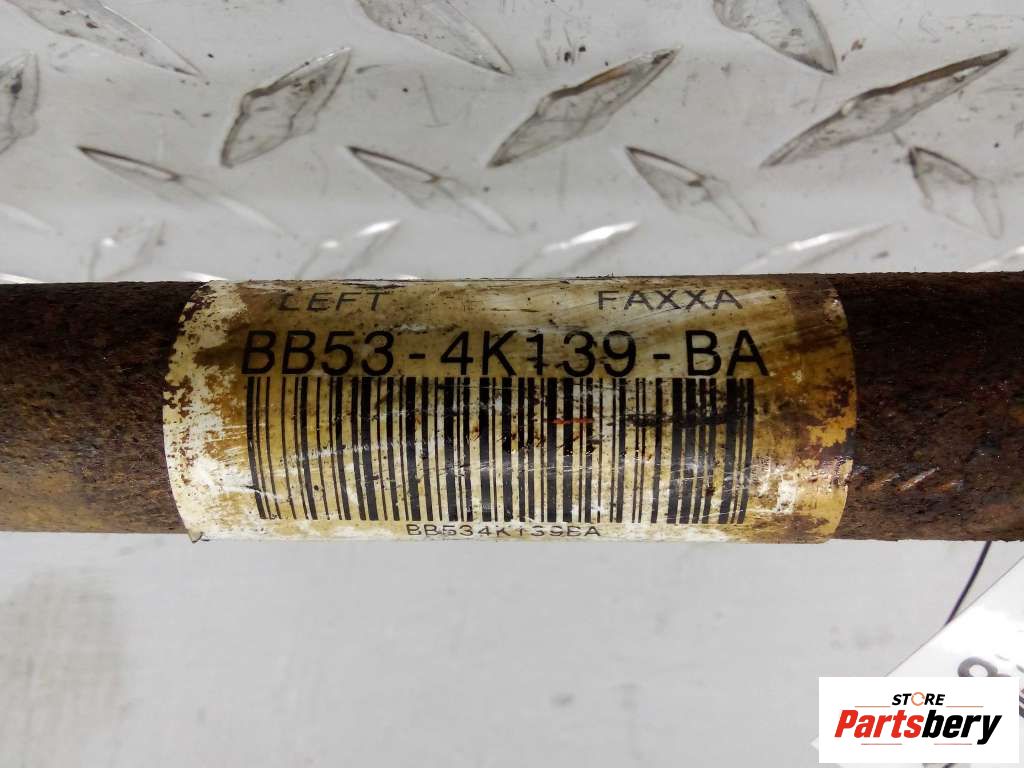 LEFT FAXXA
BB53-4K139-BA
BB534K139BA
STORE
Partsbery